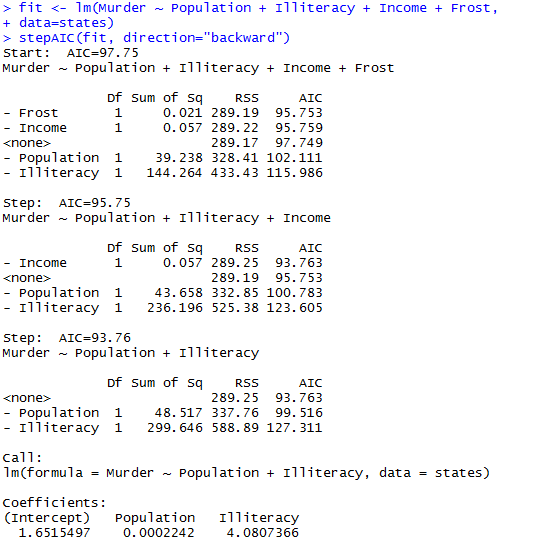 > fit <- lm(Murder ~ Population + Illiteracy + Income + Frost,
+ data=states)
> stepAIC(fit, direction="backward")
Start:  AIC=97.75
Murder ~ Population + Illiteracy + Income + Frost

             Df Sum of Sq    RSS     AIC
- Frost       1     0.021 289.19  95.753
- Income      1     0.057 289.22  95.759
<none>                    289.17  97.749
- Population  1    39.238 328.41 102.111
- Illiteracy  1   144.264 433.43 115.986

Step:  AIC=95.75
Murder ~ Population + Illiteracy + Income

             Df Sum of Sq    RSS     AIC
- Income      1     0.057 289.25  93.763
<none>                    289.19  95.753
- Population  1    43.658 332.85 100.783
- Illiteracy  1   236.196 525.38 123.605

Step:  AIC=93.76
Murder ~ Population + Illiteracy

             Df Sum of Sq    RSS     AIC
<none>                    289.25  93.763
- Population  1    48.517 337.76  99.516
- Illiteracy  1   299.646 588.89 127.311

Call:
lm(formula = Murder ~ Population + Illiteracy, data = states)

Coefficients:
(Intercept)   Population   Illiteracy
  1.6515497    0.0002242    4.0807366